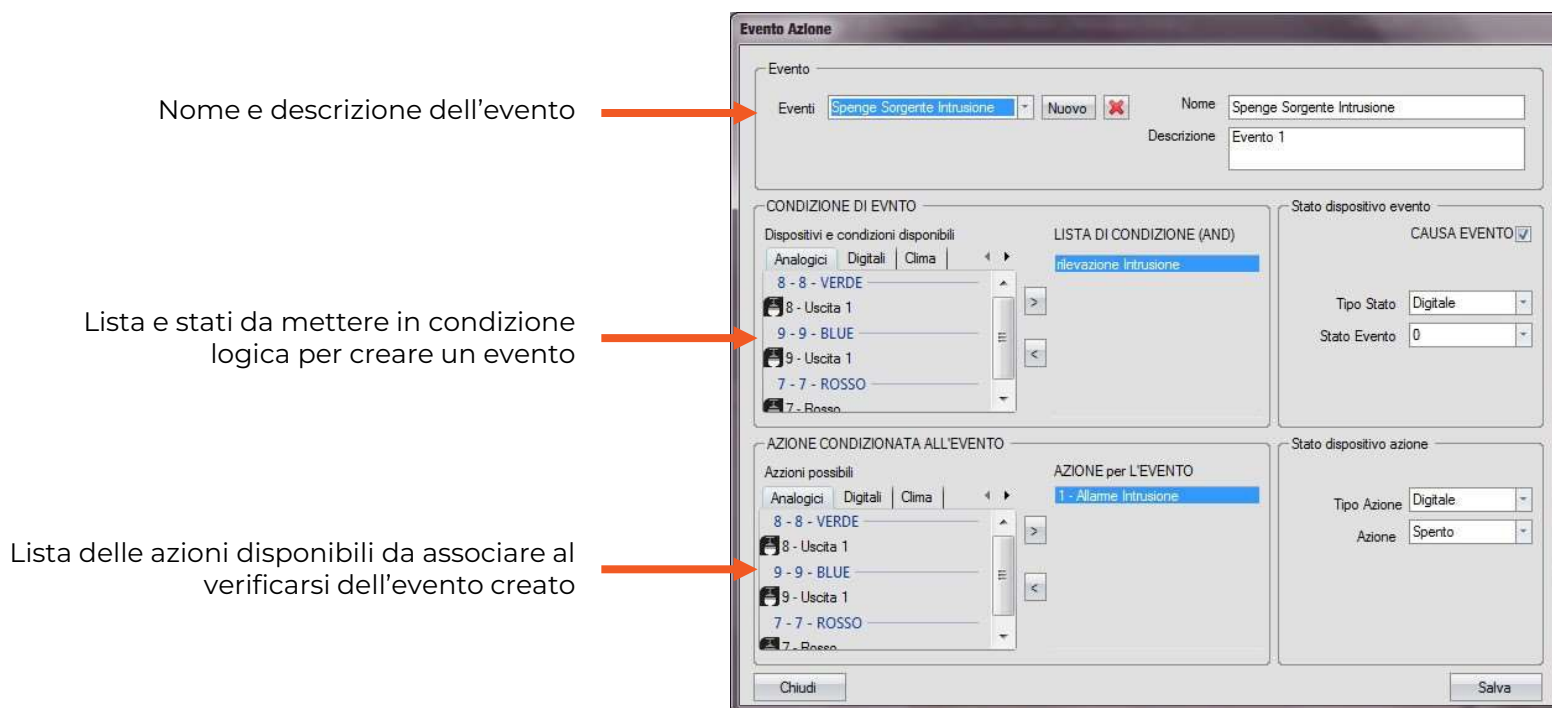 Evento Azione
Evento
Nome e descrizione dell'evento
Eventi Spenge Sorgente Intrusione Nuovo Nome Spenge Sorgente Intrusione
Descrizione Evento 1
CONDIZIONE DI EVNTO
Stato dispositivo evento
Dispositivi e condizioni disponibili LISTA DI CONDIZIONE (AND) CAUSA EVENTO
Analogici Digitali Clima
rilevazione Intrusione
8 - 8 - VERDE
8 - Uscita 1
9 - 9 - BLUE
9 - Uscita 1
7 - 7 - ROSSO
7 - Rosso
>
<
Tipo Stato Digitale
Stato Evento 0
Lista e stati da mettere in condizione
logica per creare un evento
AZIONE CONDIZIONATA ALL'EVENTO
Stato dispositivo azione
Azzioni possibili AZIONE per L'EVENTO
Analogici Digitali Clima
1 - Allarme Intrusione
8 - 8 - VERDE
8 - Uscita 1
9 - 9 - BLUE
9 - Uscita 1
7 - 7 - ROSSO
7 - Rosso
>
<
Tipo Azione Digitale
Azione Spento
Lista delle azioni disponibili da associare al
verificarsi dell'evento creato
Chiudi Salva